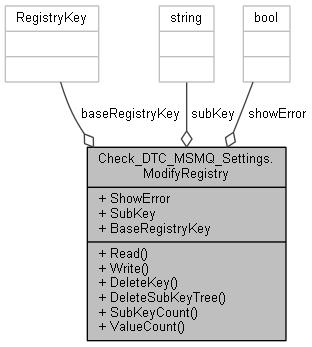 RegistryKey
string
bool
baseRegistryKey
subKey
showError
Check_DTC_MSMQ_Settings.
ModifyRegistry
+ ShowError
+ SubKey
+ BaseRegistryKey
+ Read()
+ Write()
+ DeleteKey()
+ DeleteSubKeyTree()
+ SubKeyCount()
+ ValueCount()